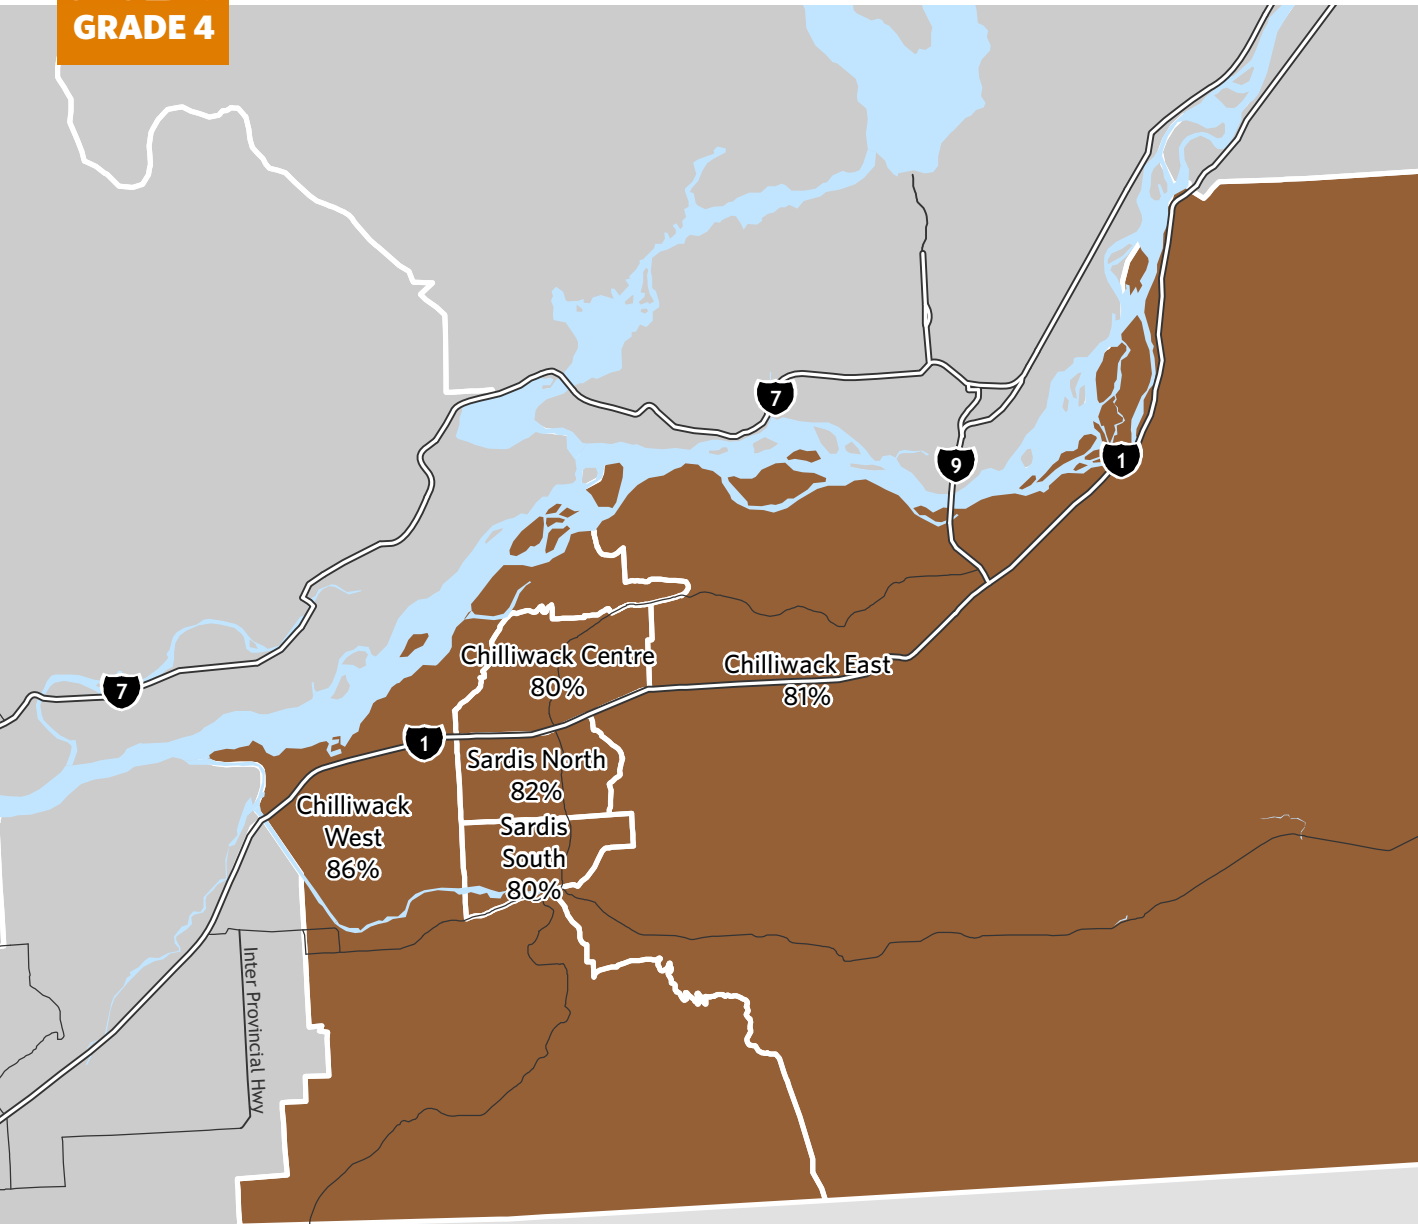 GRADE 4
7
9
1
Chilliwack Centre
80%
Chilliwack East
81%
7
1
Sardis North
82%
Chilliwack
West
86%
Sardis
South
80%
Inter Provincial Hwy